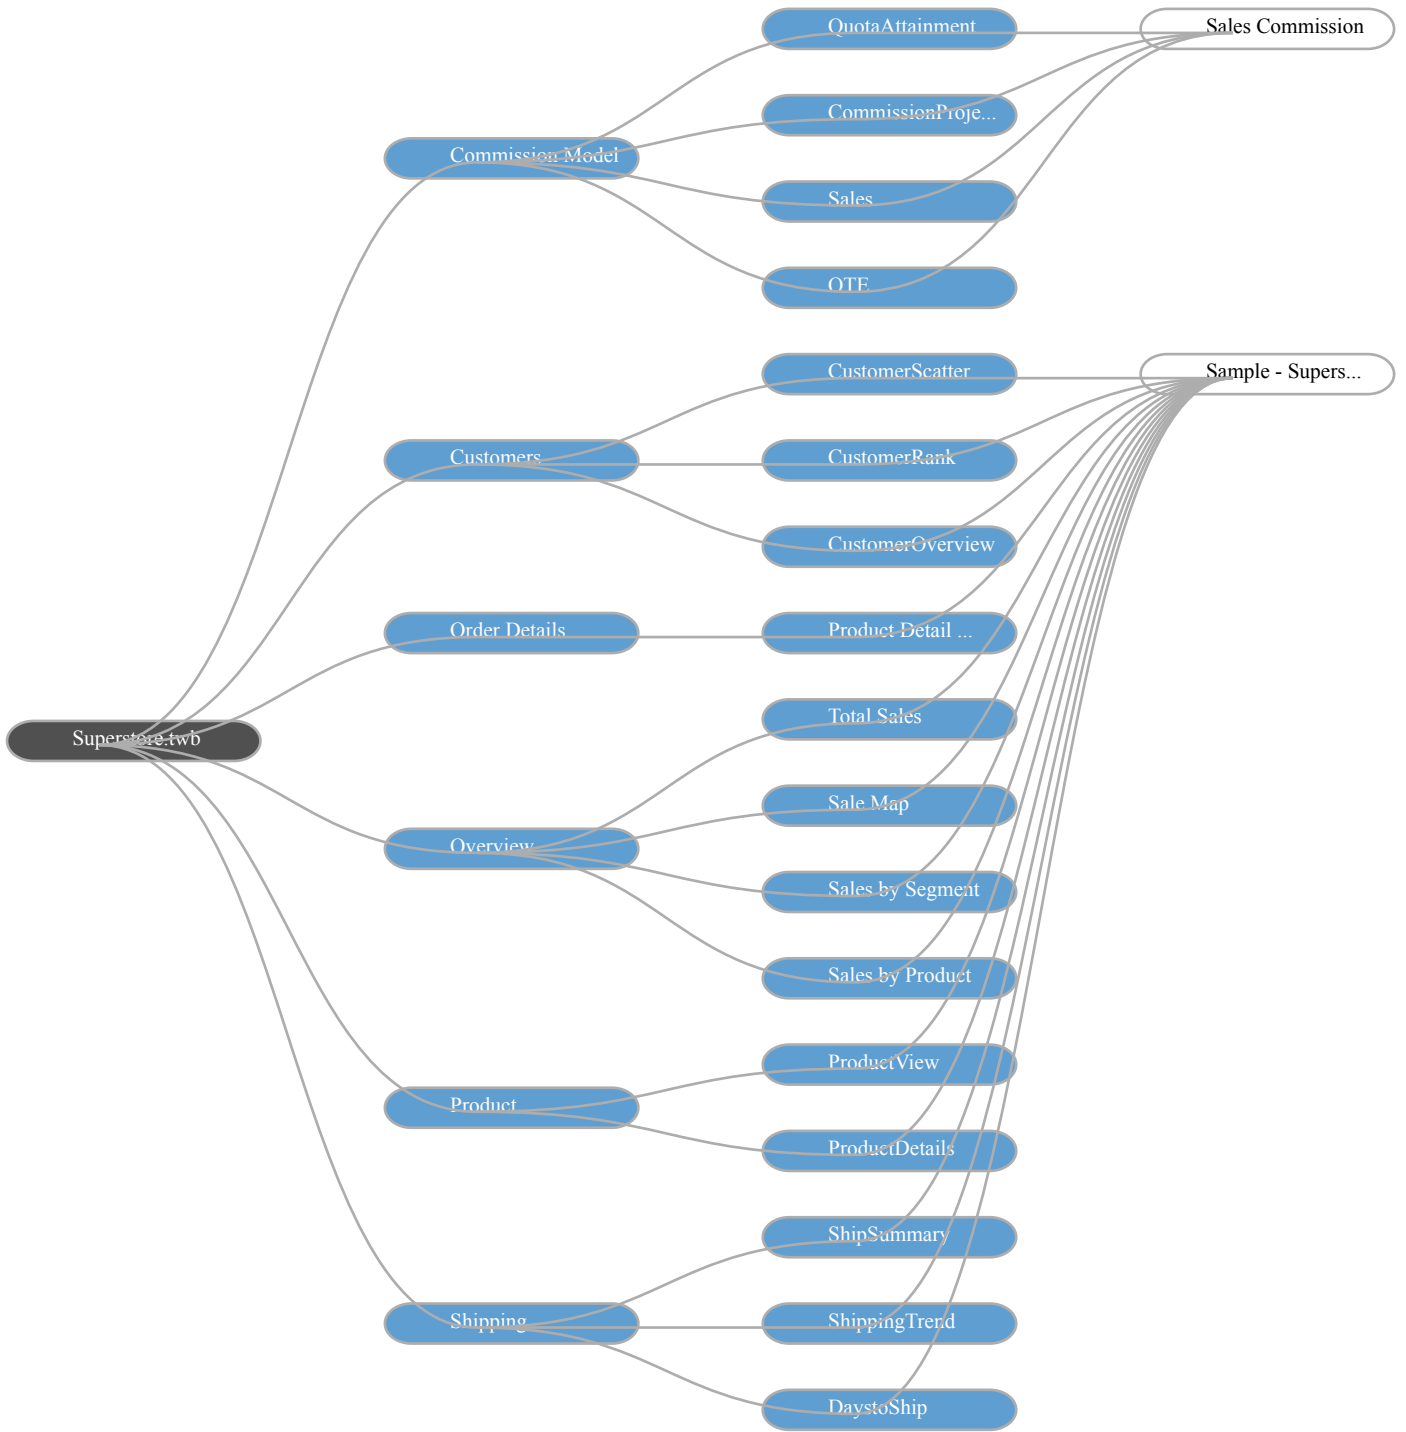 QuotaAttainment
Sales Commission
CommissionProje...
Commission Model
Sales
OTE
CustomerScatter
Sample - Supers...
Customers
CustomerRank
CustomerOverview
Order Details
Product Detail ...
Total Sales
Superstore.twb
Sale Map
Overview
Sales by Segment
Sales by Product
ProductView
Product
ProductDetails
ShipSummary
Shipping
ShippingTrend
DaystoShip